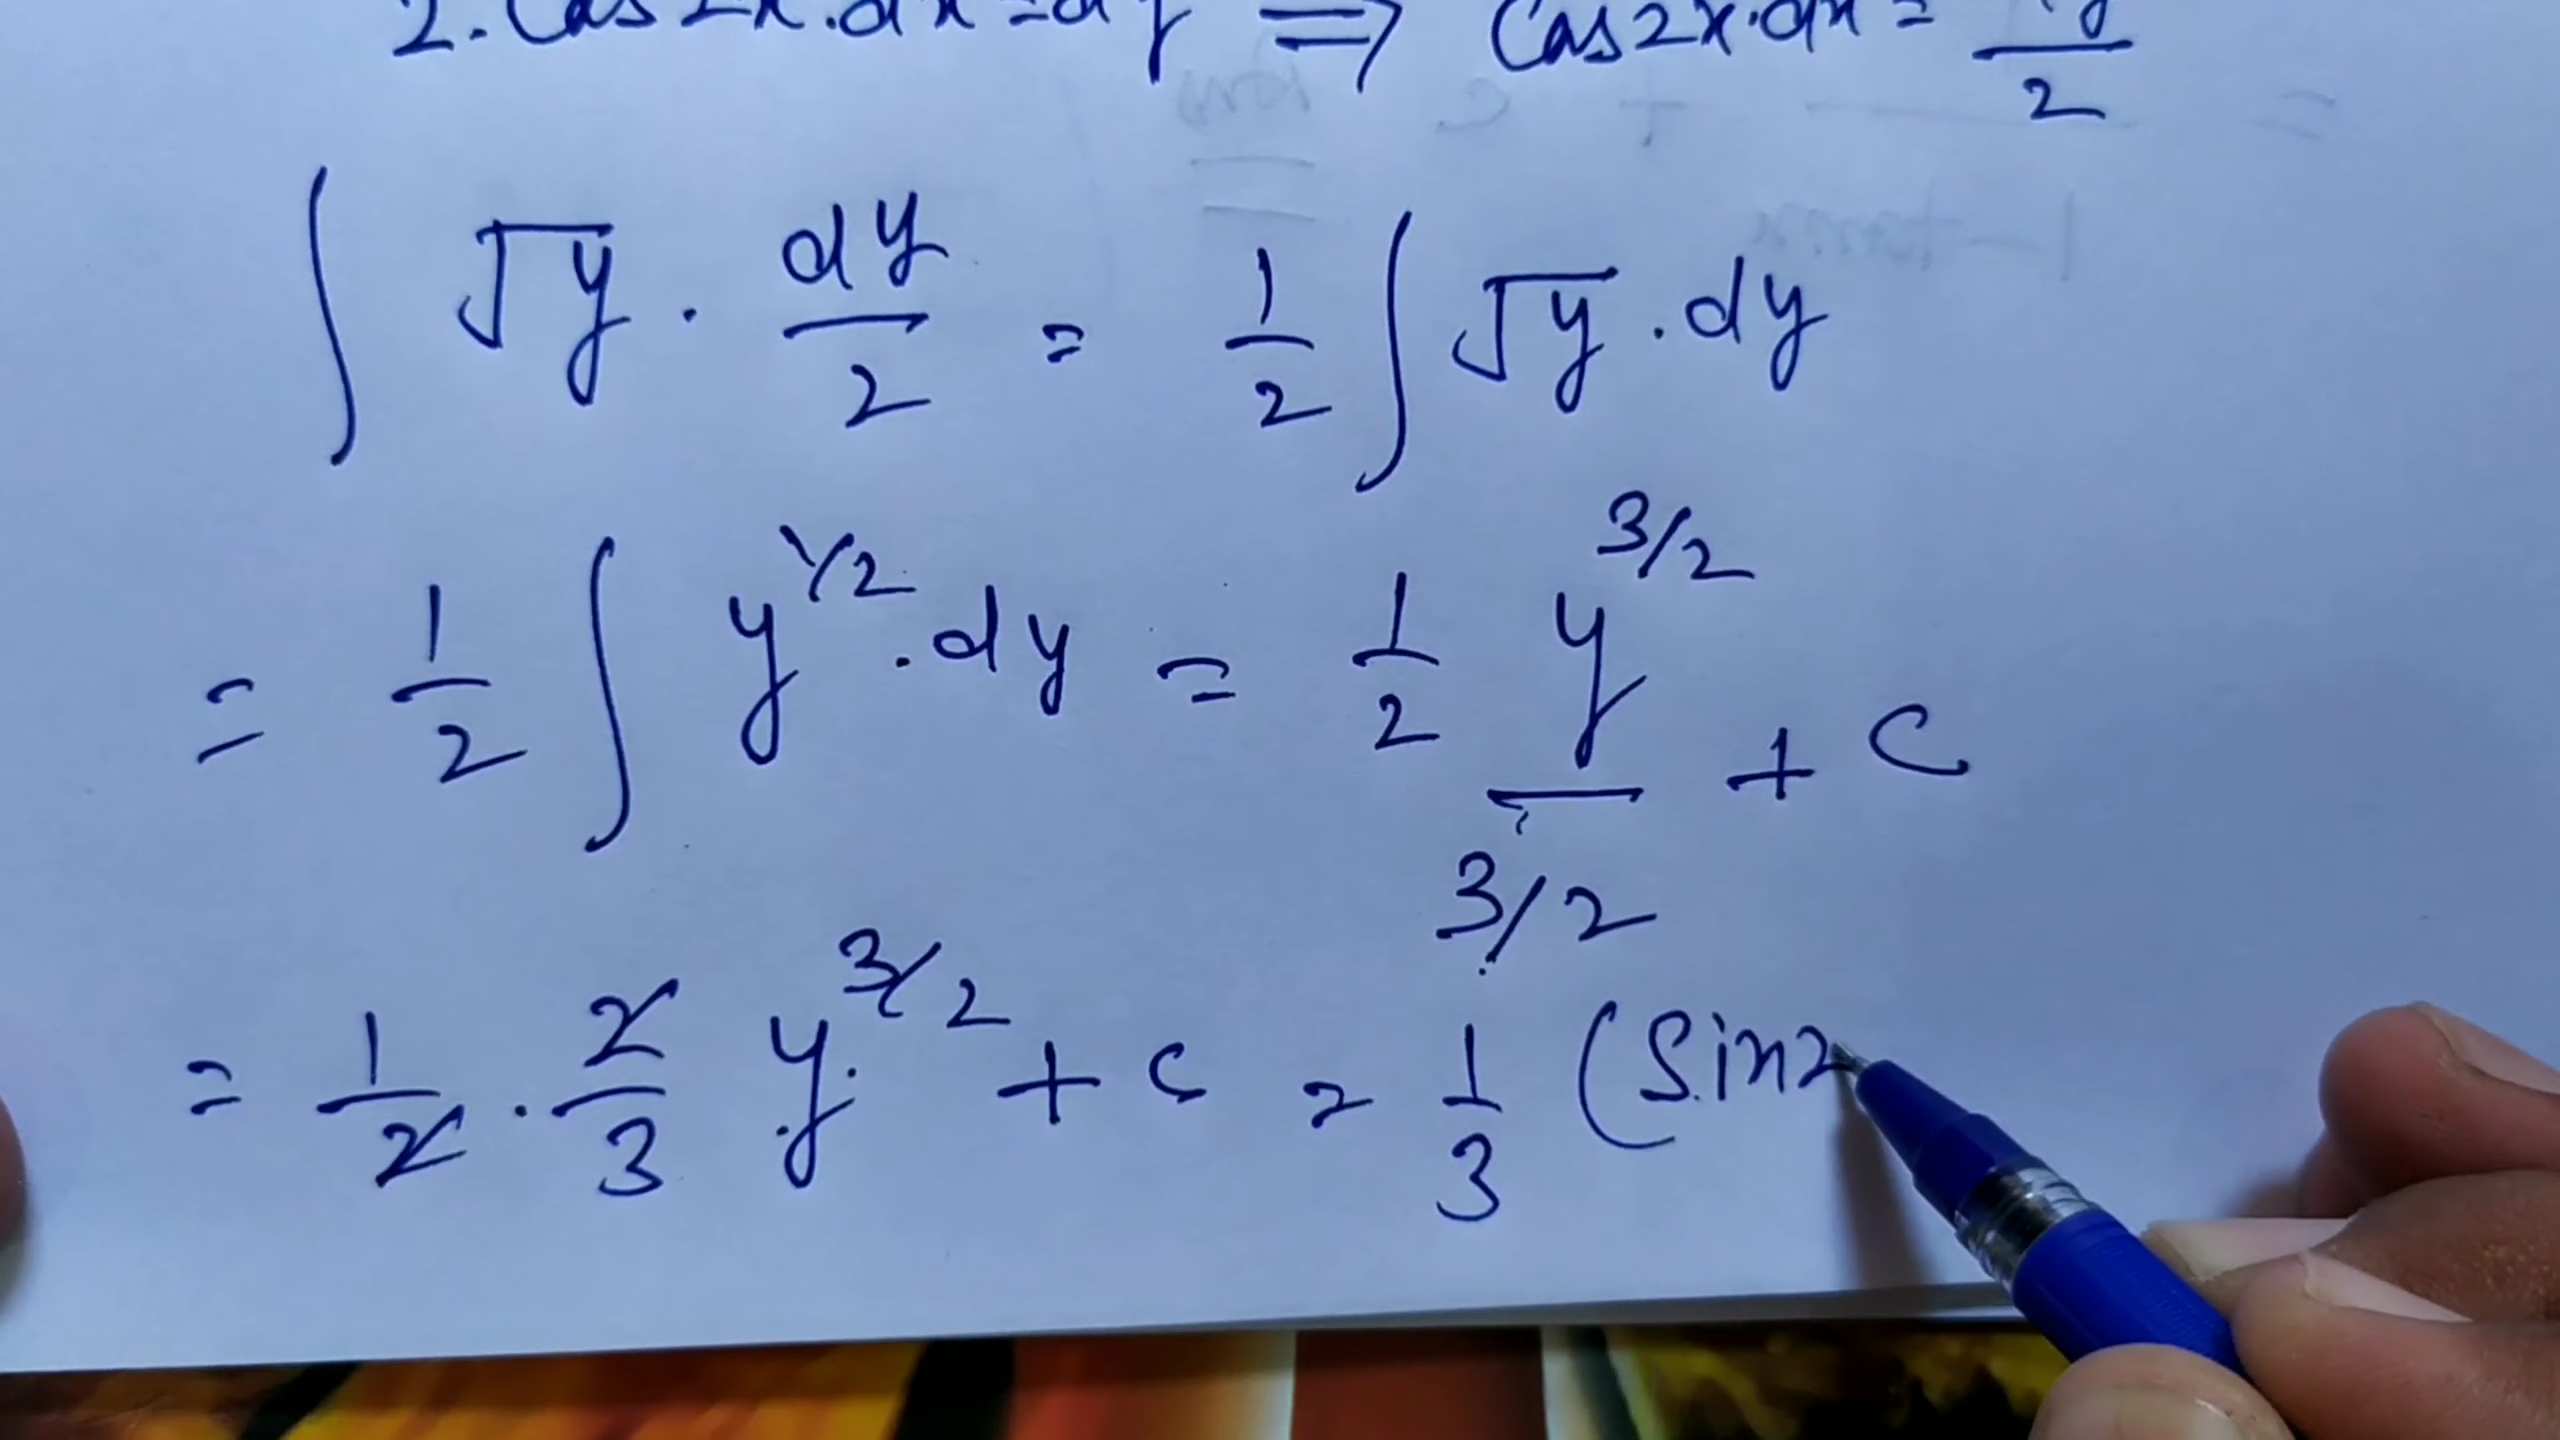 2. Cos2x.dx = dy ⇒ Cos2x.dx = dy/2
∫ √y . dy/2 = 1/2 ∫ √y . dy
= 1/2 ∫ y^1/2 . dy = 1/2 y^3/2 / 3/2 + c
= 1/2 . 2/3 y^3/2 + c = 1/3 (Sin2